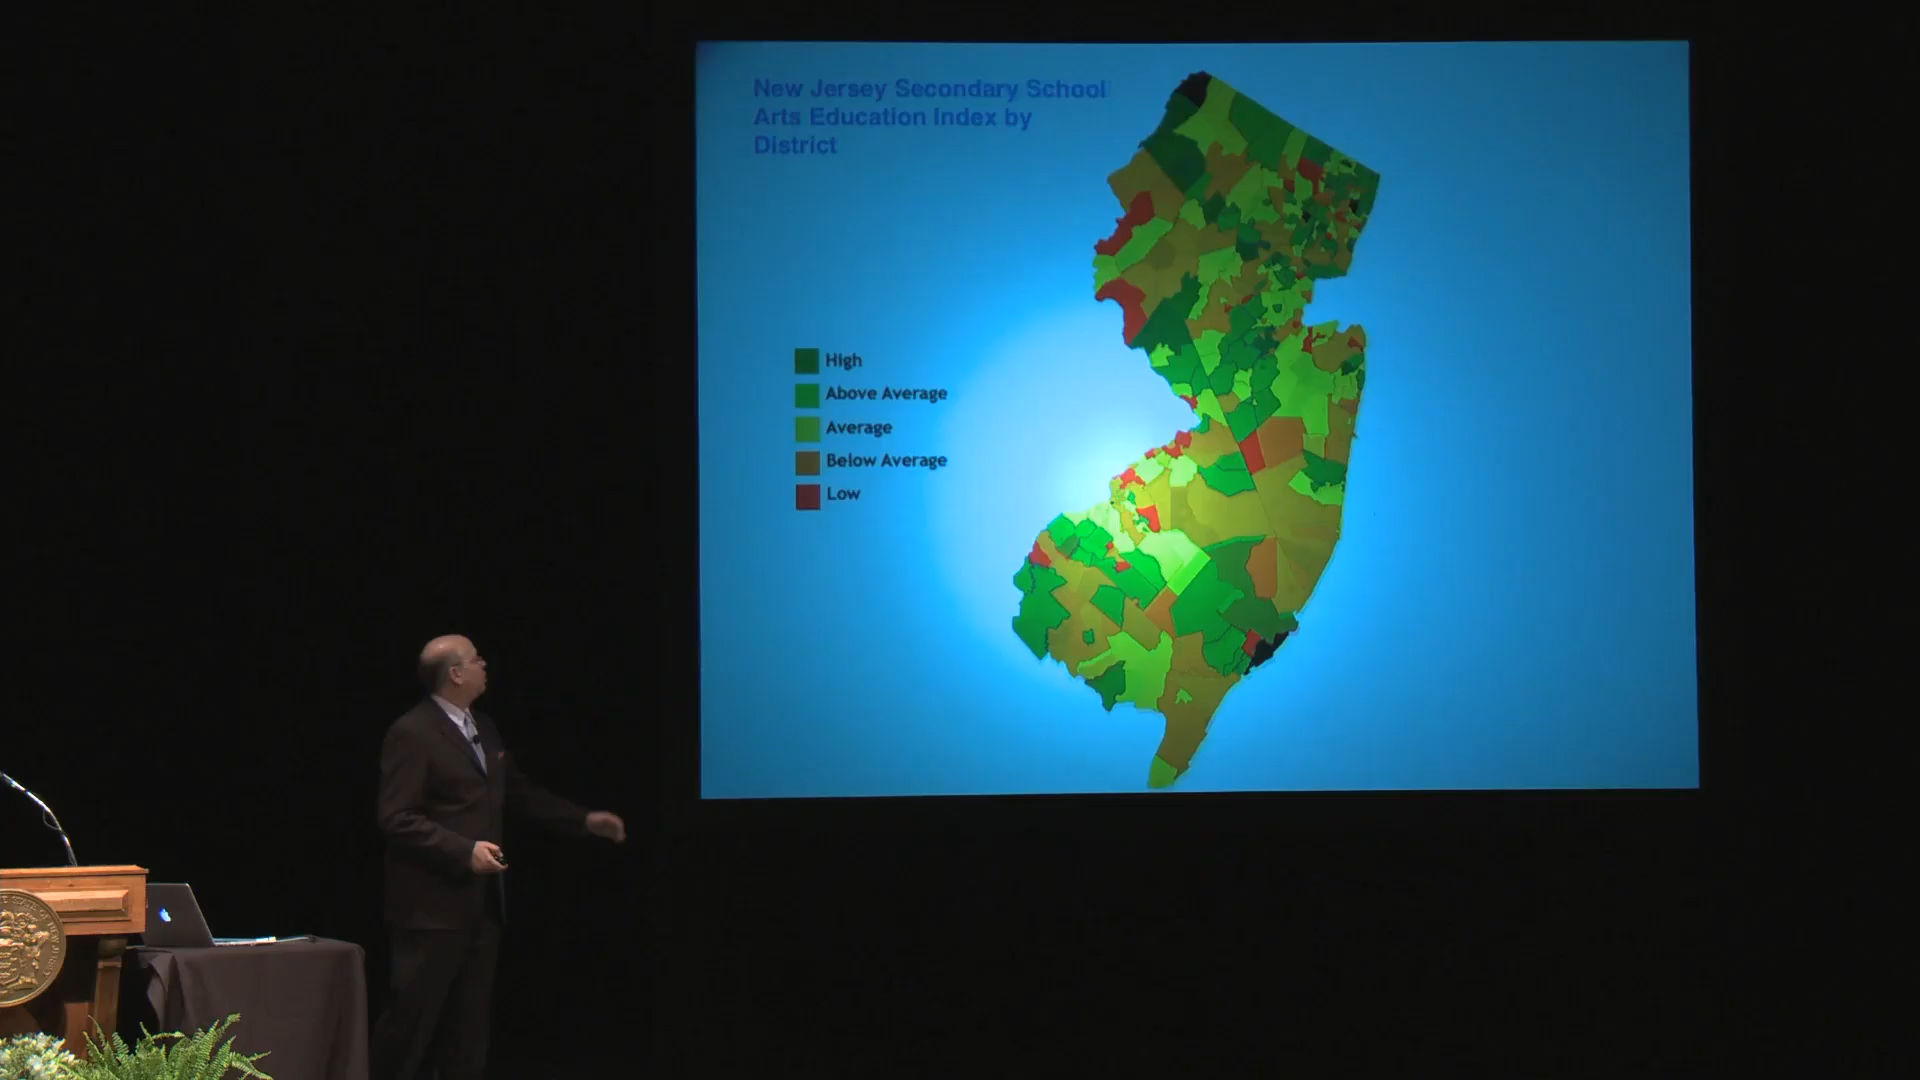 New Jersey Secondary School
Arts Education Index by
District
High
Above Average
Average
Below Average
Low